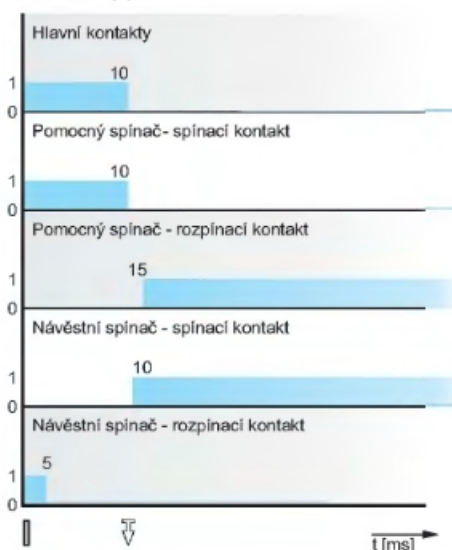 Hlavní kontakty
10
1
0
Pomocný spínač- spínací kontakt
10
1
0
Pomocný spínač - rozpínací kontakt
15
1
0
Návěstní spínač - spínací kontakt
10
1
0
Návěstní spínač - rozpínací kontakt
5
1
0
t [ms]